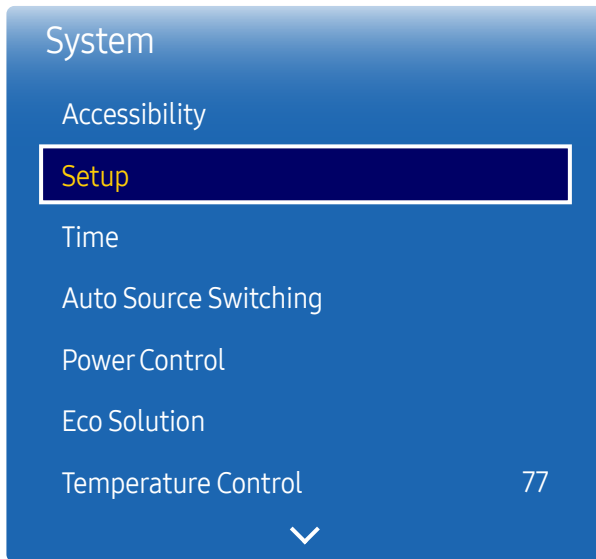 System
Accessibility
Setup
Time
Auto Source Switching
Power Control
Eco Solution
Temperature Control 77